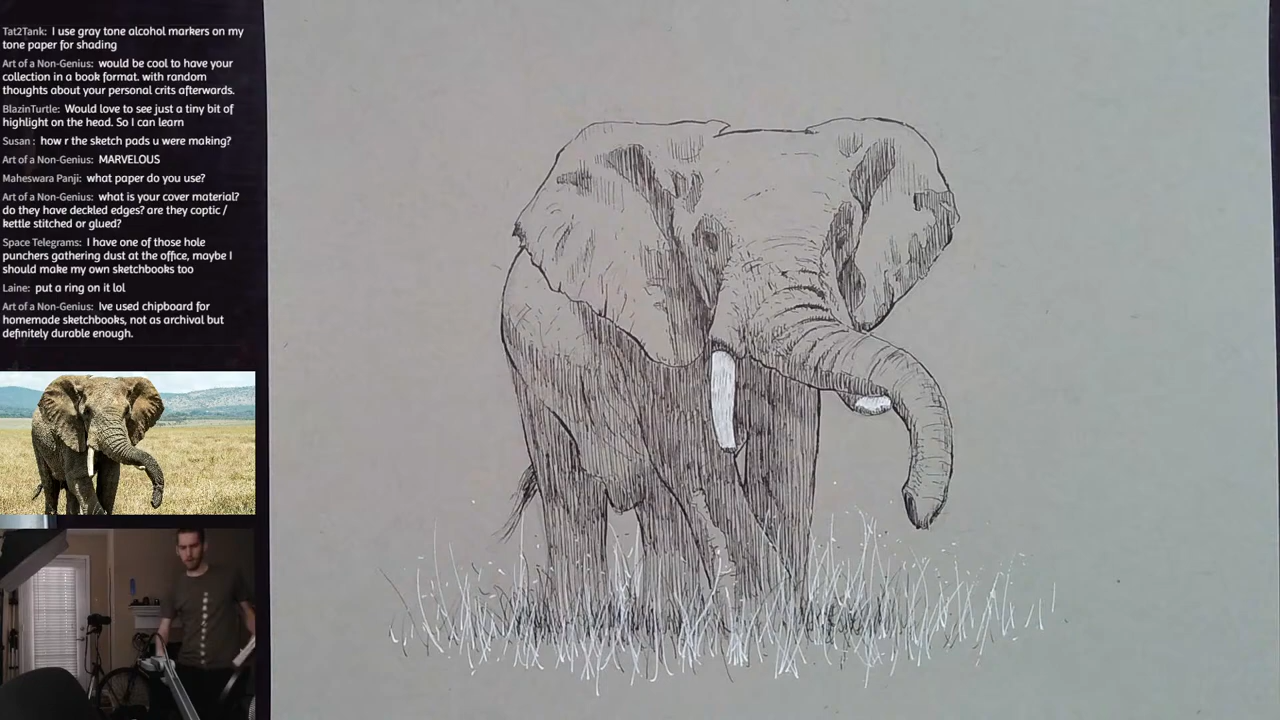 Tat2Tank: I use gray tone alcohol markers on my
tone paper for shading
Art of a Non-Genius: would be cool to have your
collection in a book format. with random
thoughts about your personal crits afterwards.
BlazinTurtle: Would love to see just a tiny bit of
highlight on the head. So I can learn
Susan : how r the sketch pads u were making?
Art of a Non-Genius: MARVELOUS
Maheswara Panji: what paper do you use?
Art of a Non-Genius: what is your cover material?
do they have deckled edges? are they coptic /
kettle stitched or glued?
Space Telegrams: I have one of those hole
punchers gathering dust at the office, maybe I
should make my own sketchbooks too
Laine: put a ring on it lol
Art of a Non-Genius: Ive used chipboard for
homemade sketchbooks, not as archival but
definitely durable enough.